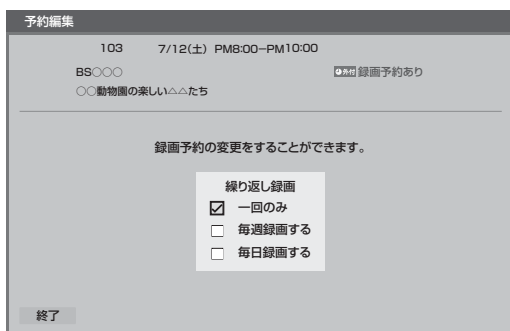 予約編集
103 7/12(土) PM8:00-PM10:00
BS○○○ 外付 録画予約あり
○○動物園の楽しい△△たち
録画予約の変更をすることができます。
繰り返し録画
一回のみ
毎週録画する
毎日録画する
終了